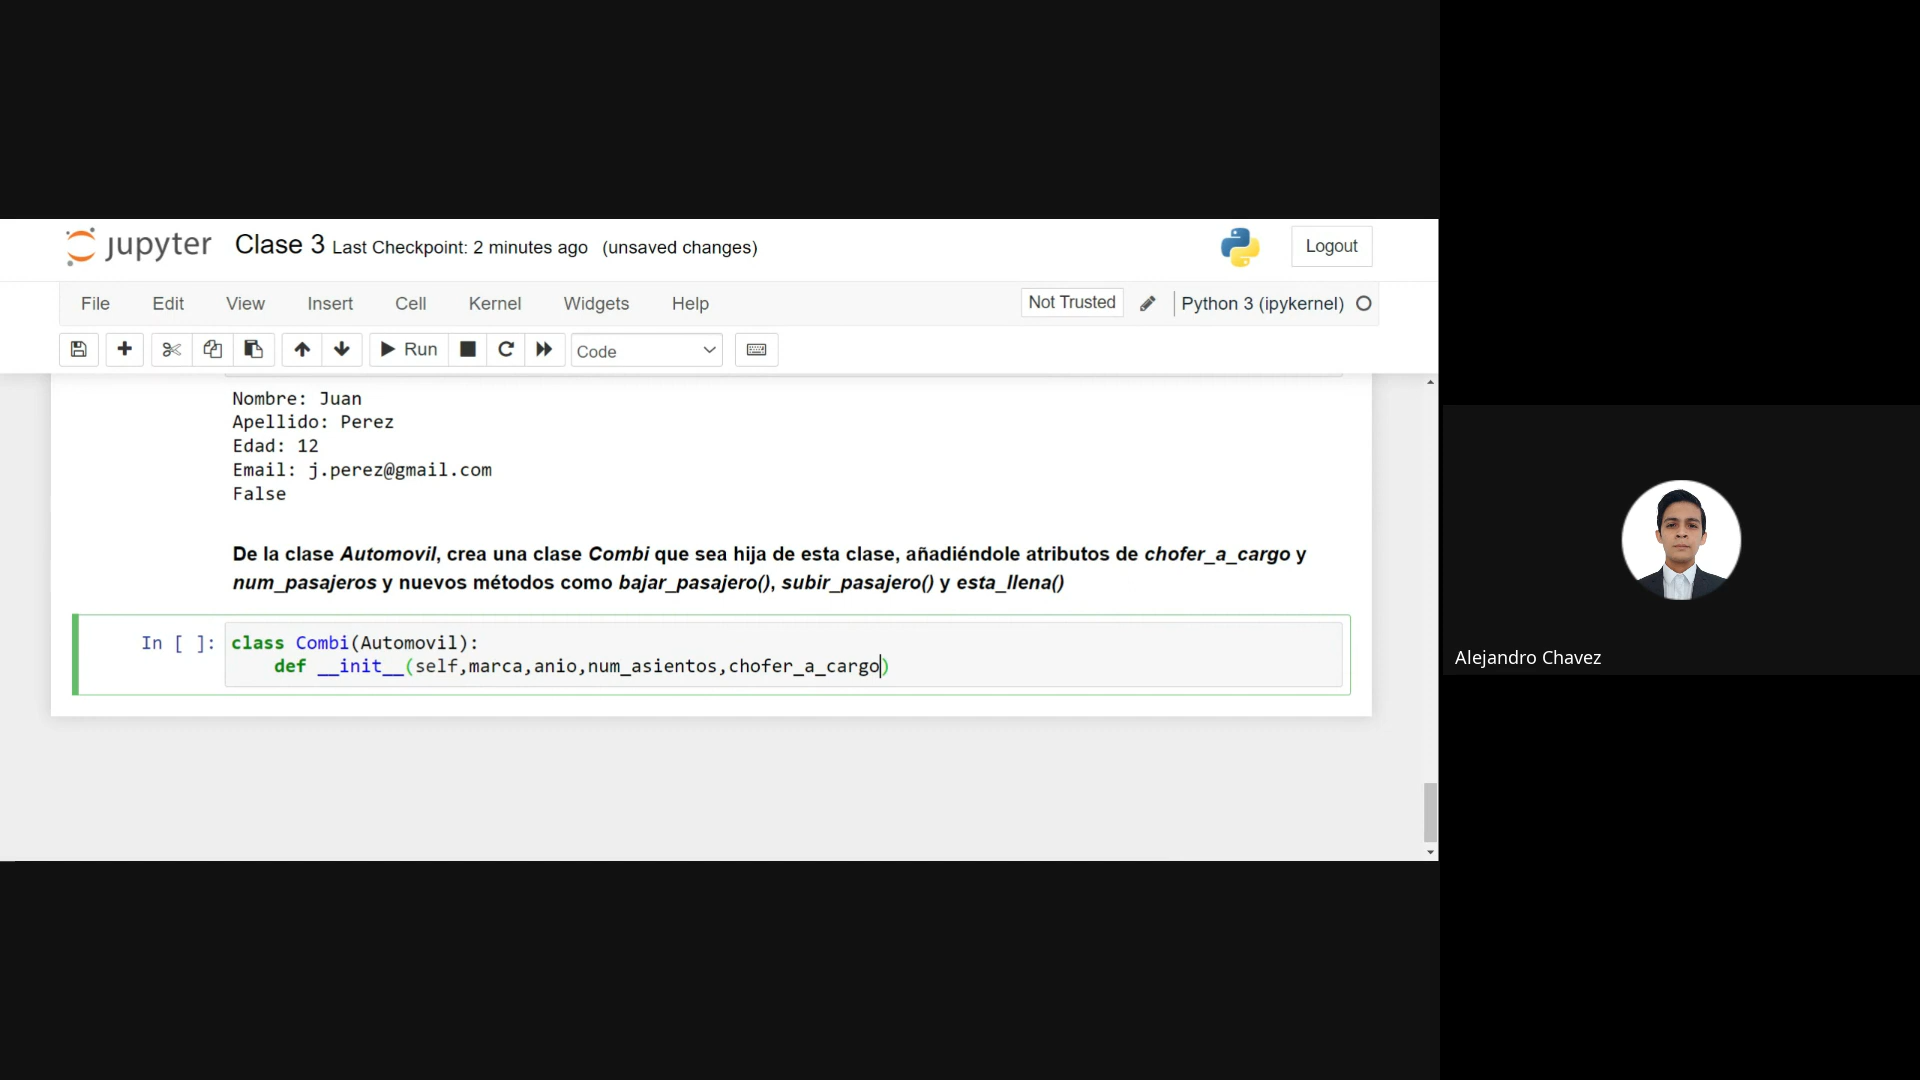 jupyter Clase 3 Last Checkpoint: 2 minutes ago (unsaved changes) Logout
File Edit View Insert Cell Kernel Widgets Help Not Trusted Python 3 (ipykernel)
Run Code
Nombre: Juan
Apellido: Perez
Edad: 12
Email: j.perez@gmail.com
False
De la clase Automovil, crea una clase Combi que sea hija de esta clase, añadiéndole atributos de chofer_a_cargo y
num_pasajeros y nuevos métodos como bajar_pasajero(), subir_pasajero() y esta_llena()
In [ ]: class Combi(Automovil):
def __init__(self,marca,anio,num_asientos,chofer_a_cargo)
Alejandro Chavez